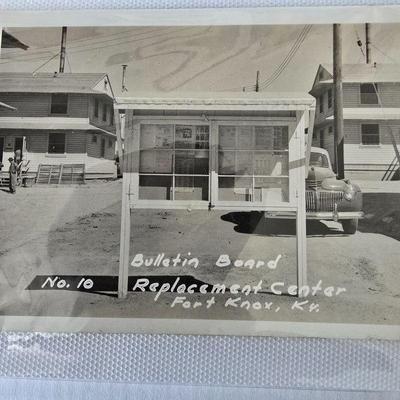 Bulletin Board
No. 10 Replacement Center
Fort Knox, Ky.